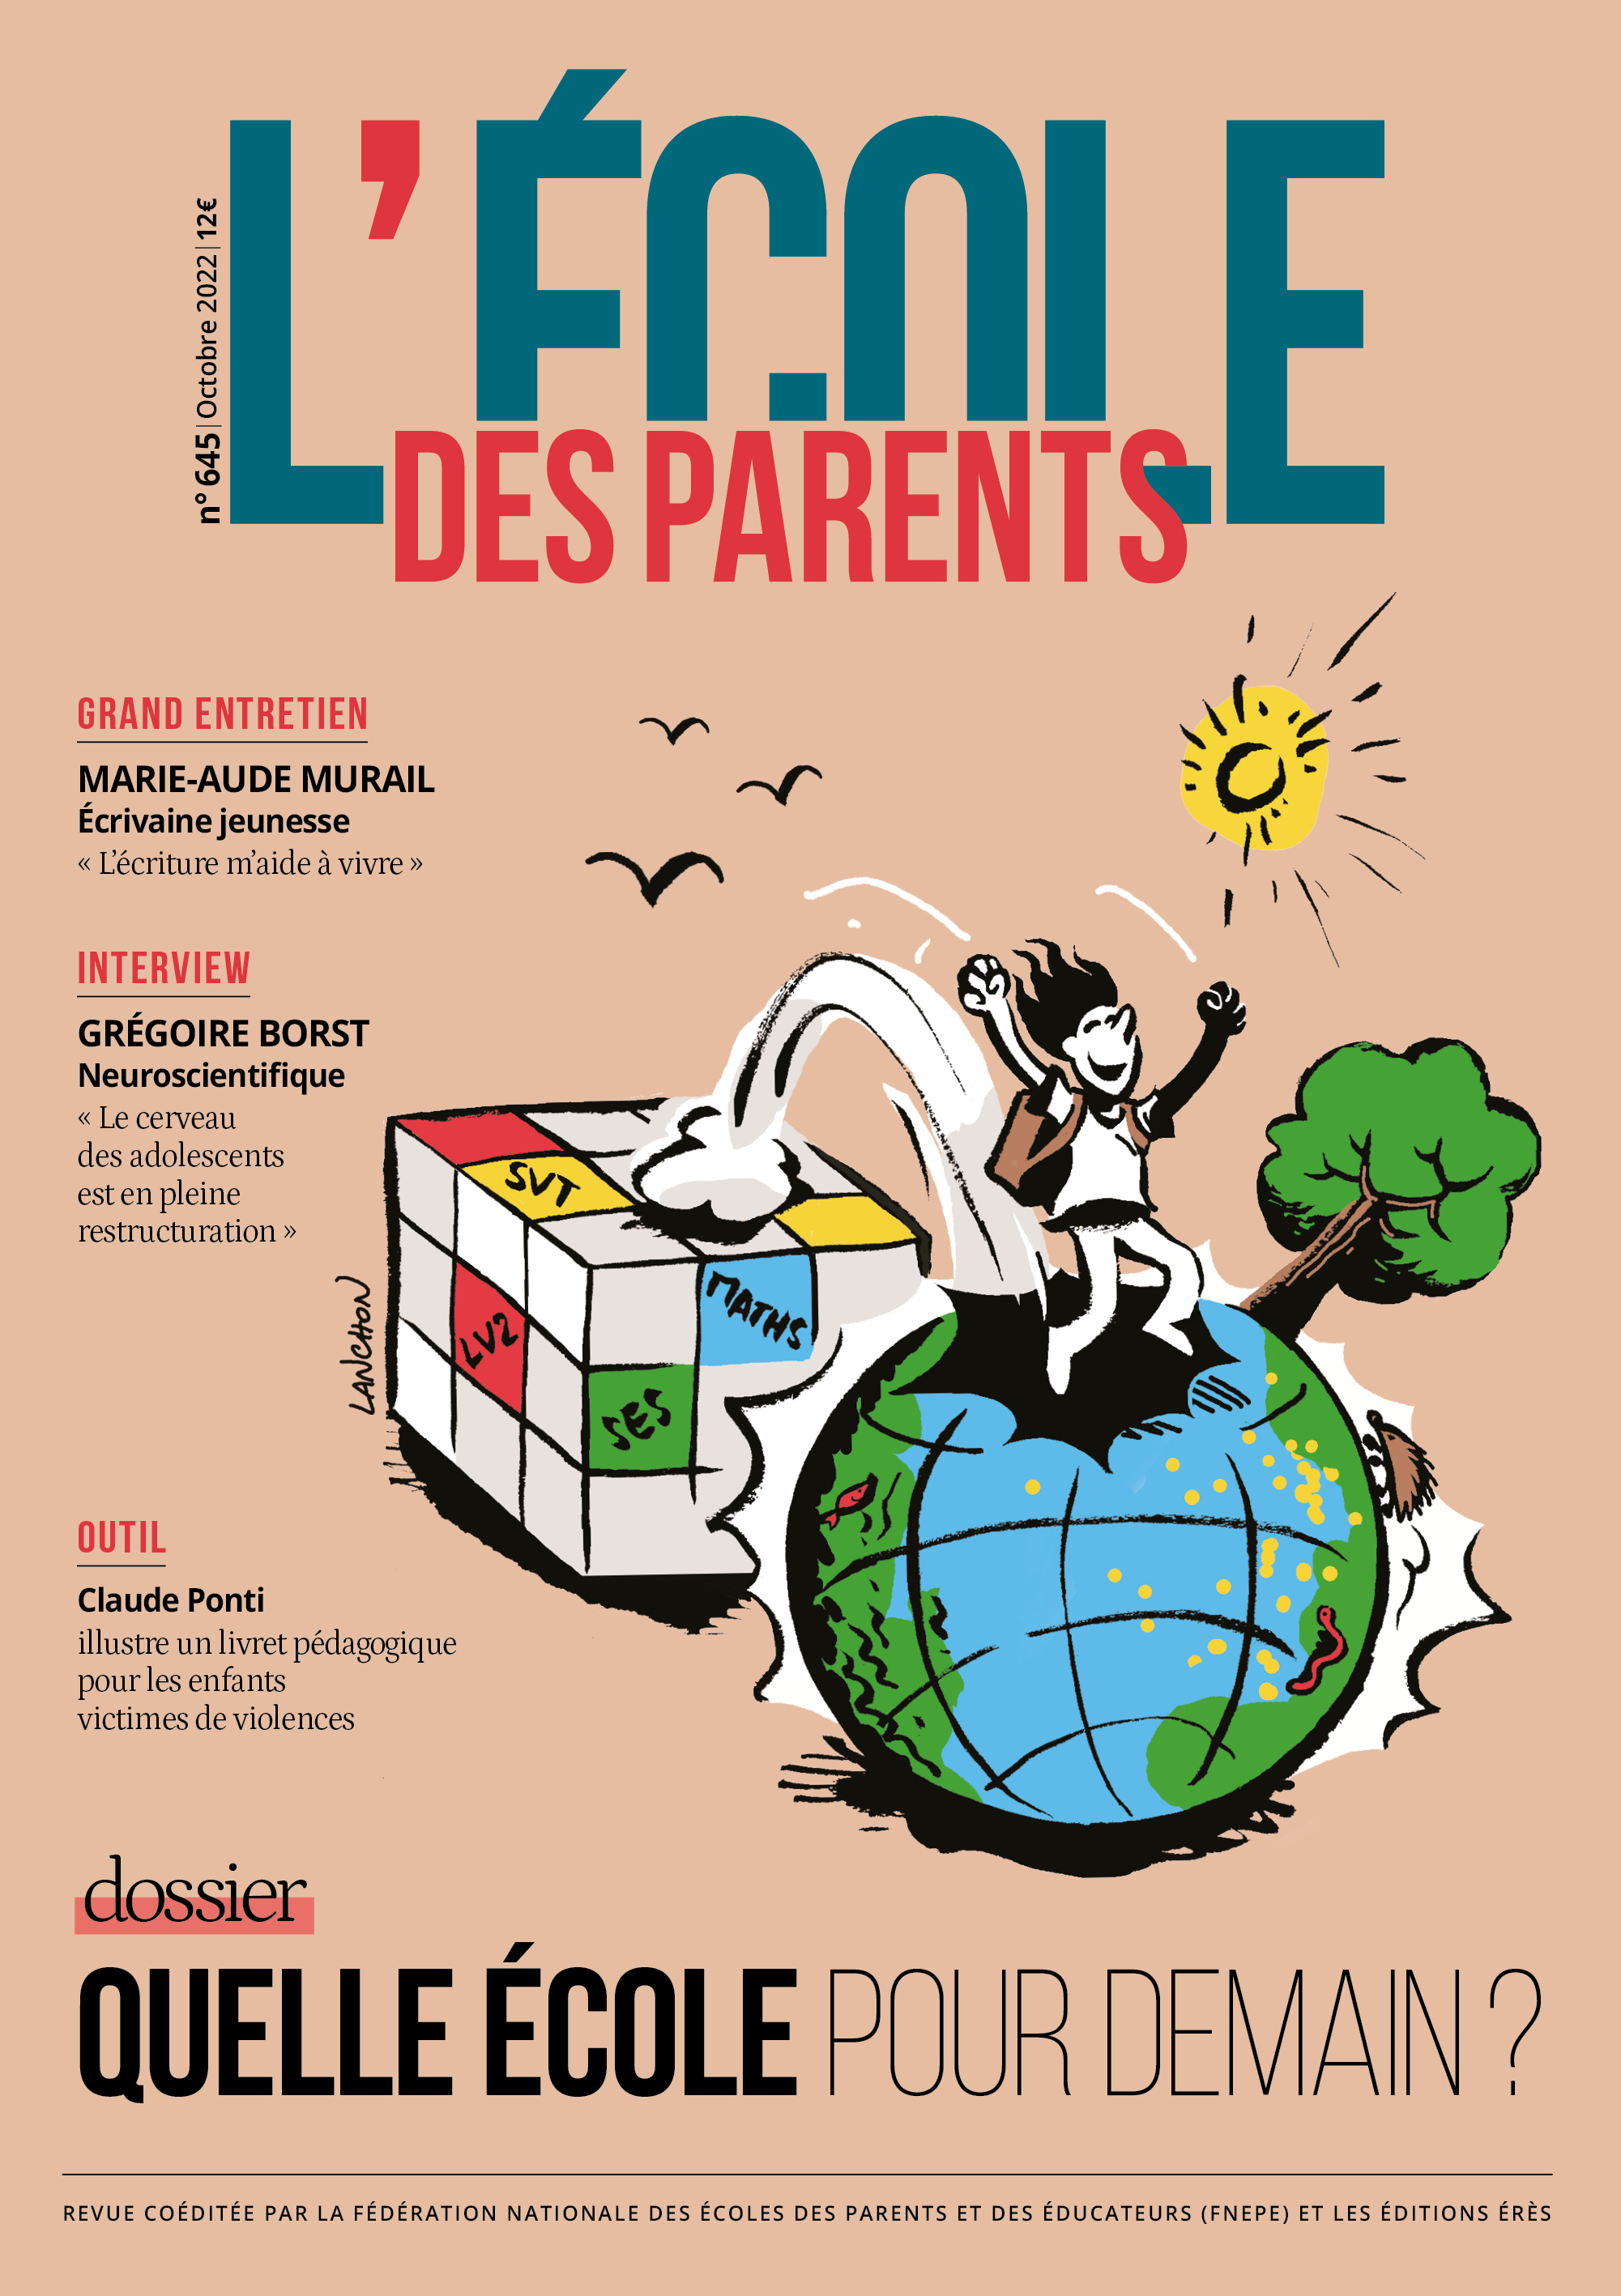 L'ÉCOLE
DES PARENTS
n° 645 | Octobre 2022 | 12€
GRAND ENTRETIEN
MARIE-AUDE MURAIL
Écrivaine jeunesse
« L'écriture m'aide à vivre »
INTERVIEW
GRÉGOIRE BORST
Neuroscientifique
« Le cerveau
des adolescents
est en pleine
restructuration »
SVT
MATHS
LV2
SES
LANCHON
OUTIL
Claude Ponti
illustre un livret pédagogique
pour les enfants
victimes de violences
dossier
QUELLE ÉCOLE POUR DEMAIN ?
REVUE COÉDITÉE PAR LA FÉDÉRATION NATIONALE DES ÉCOLES DES PARENTS ET DES ÉDUCATEURS (FNEPE) ET LES ÉDITIONS ÉRÈS